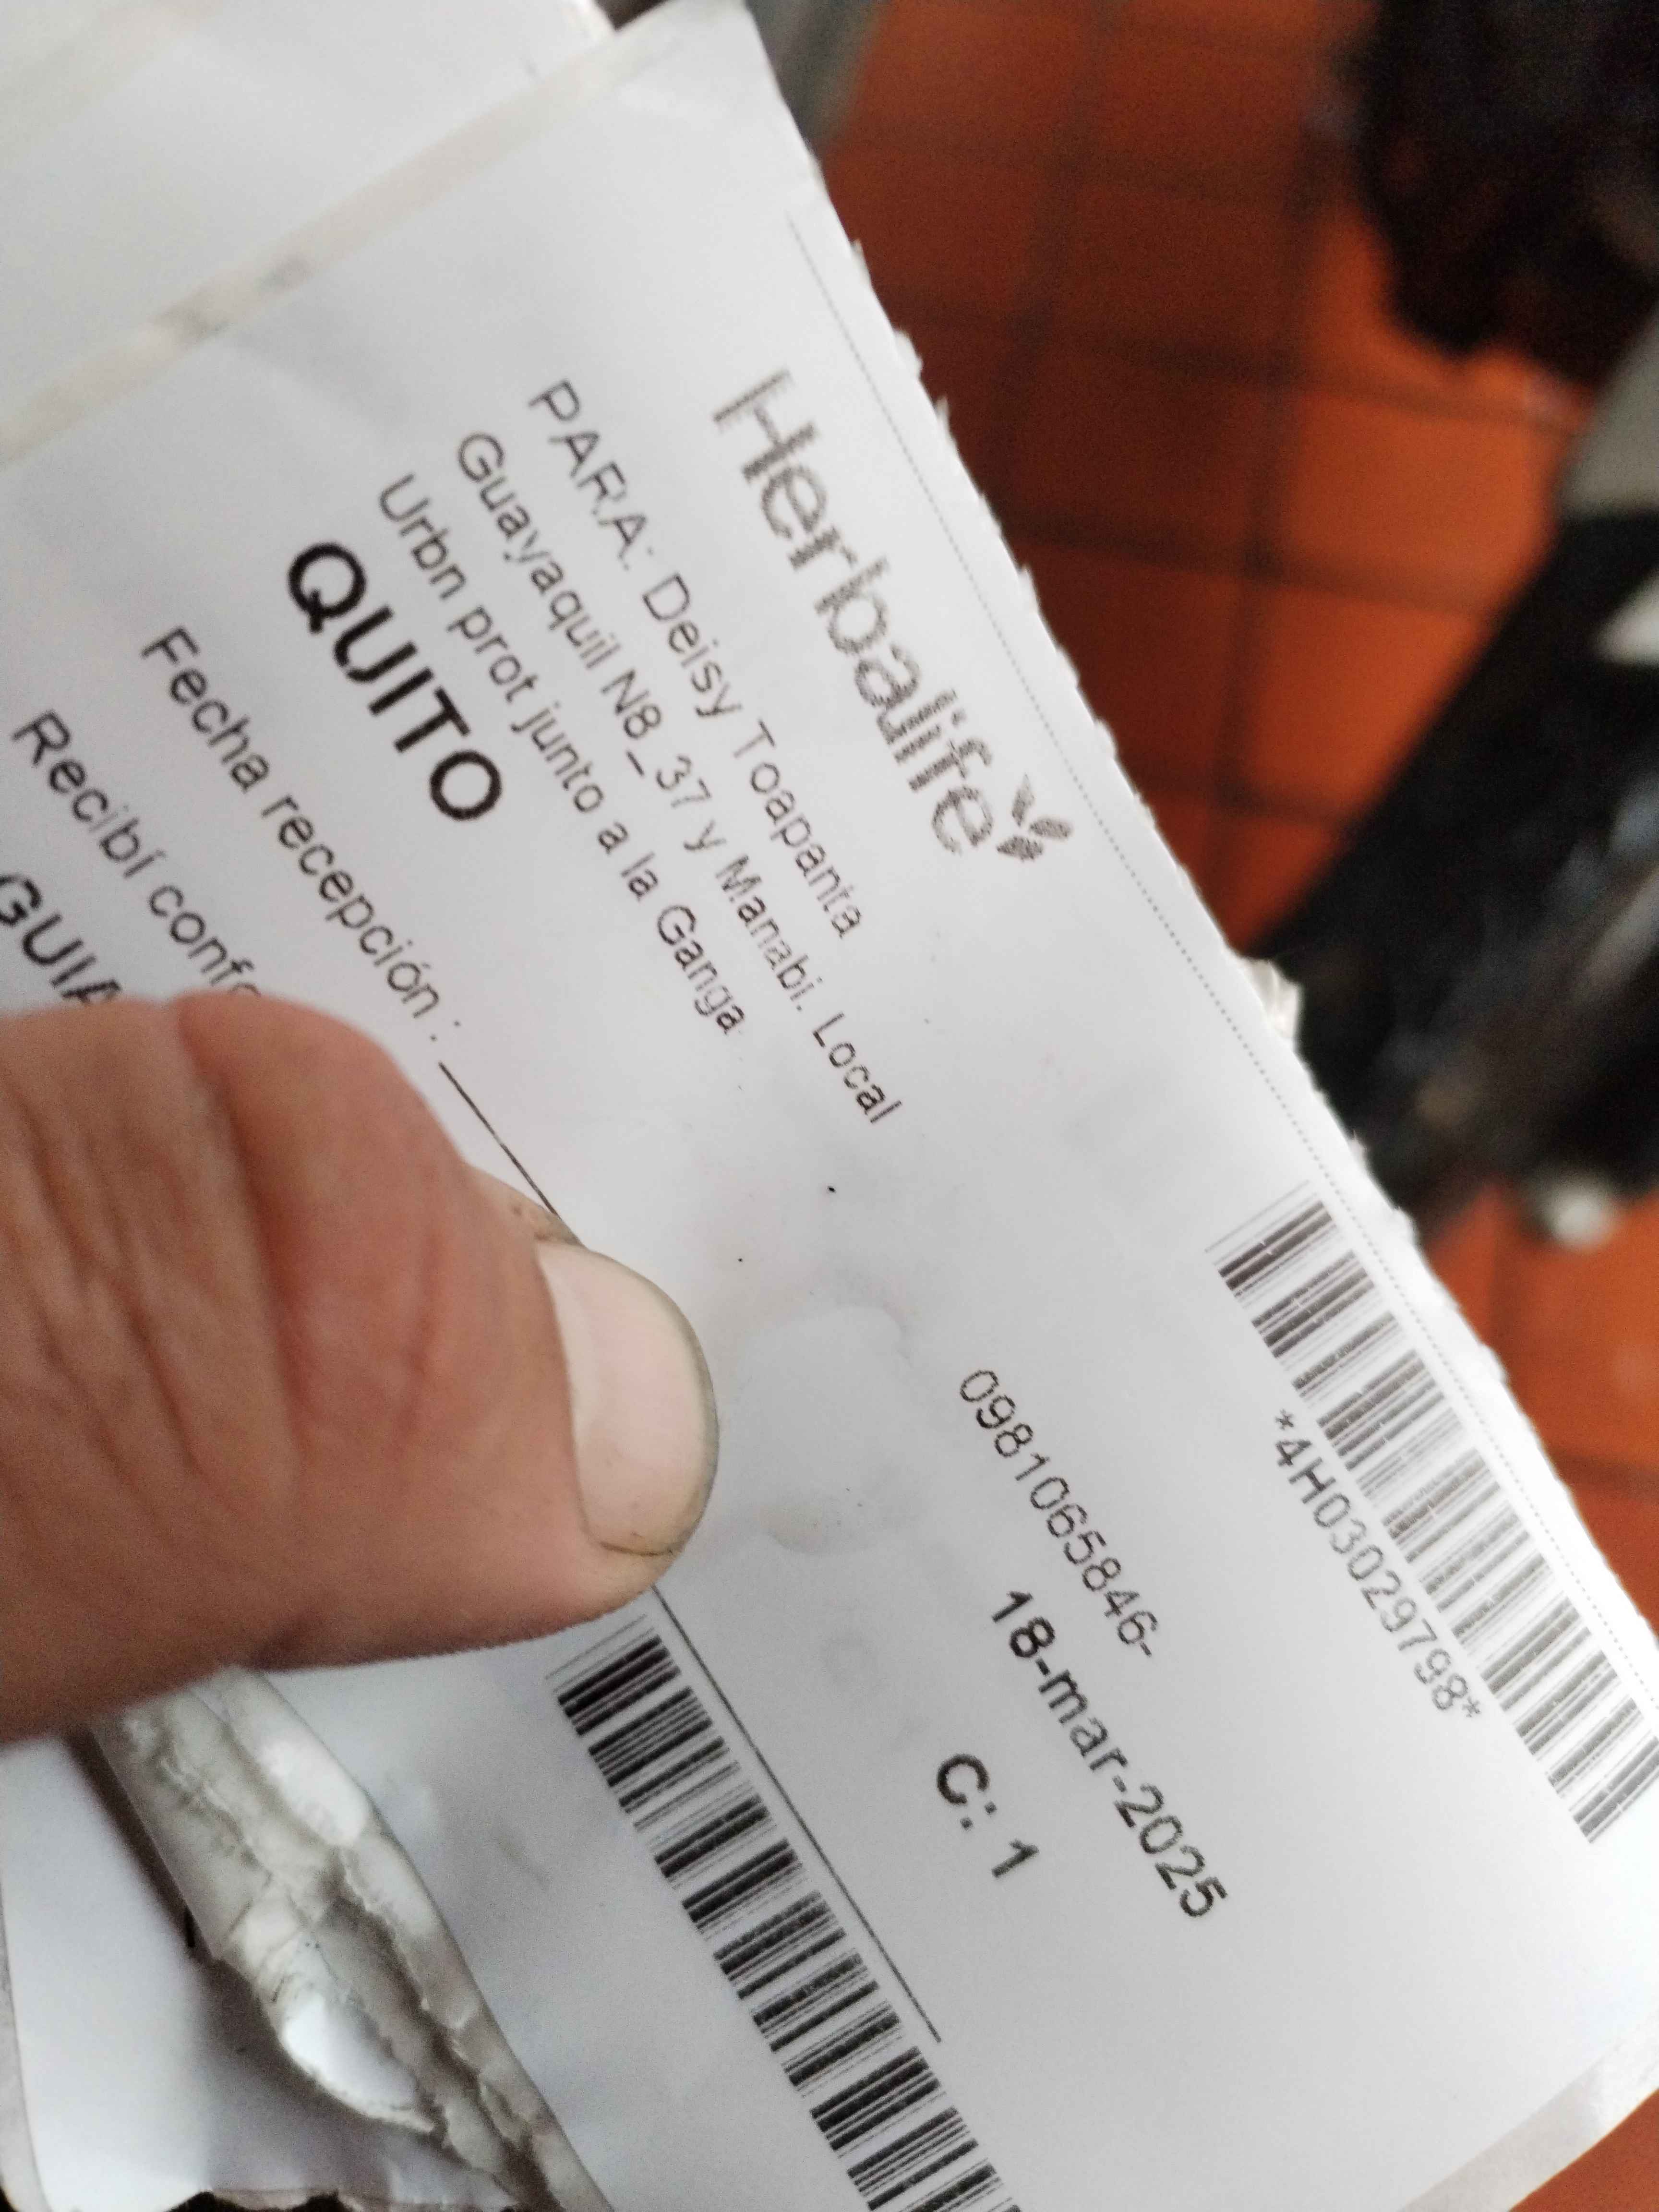 Herbalife
*4H03029798*
PARA: Deisy Toapanta
0981065846-
Guayaquil N8_37 y Manabi. Local
18-mar-2025
Urbn prot junto a la Ganga
C: 1
QUITO
Fecha recepción :
Recibí